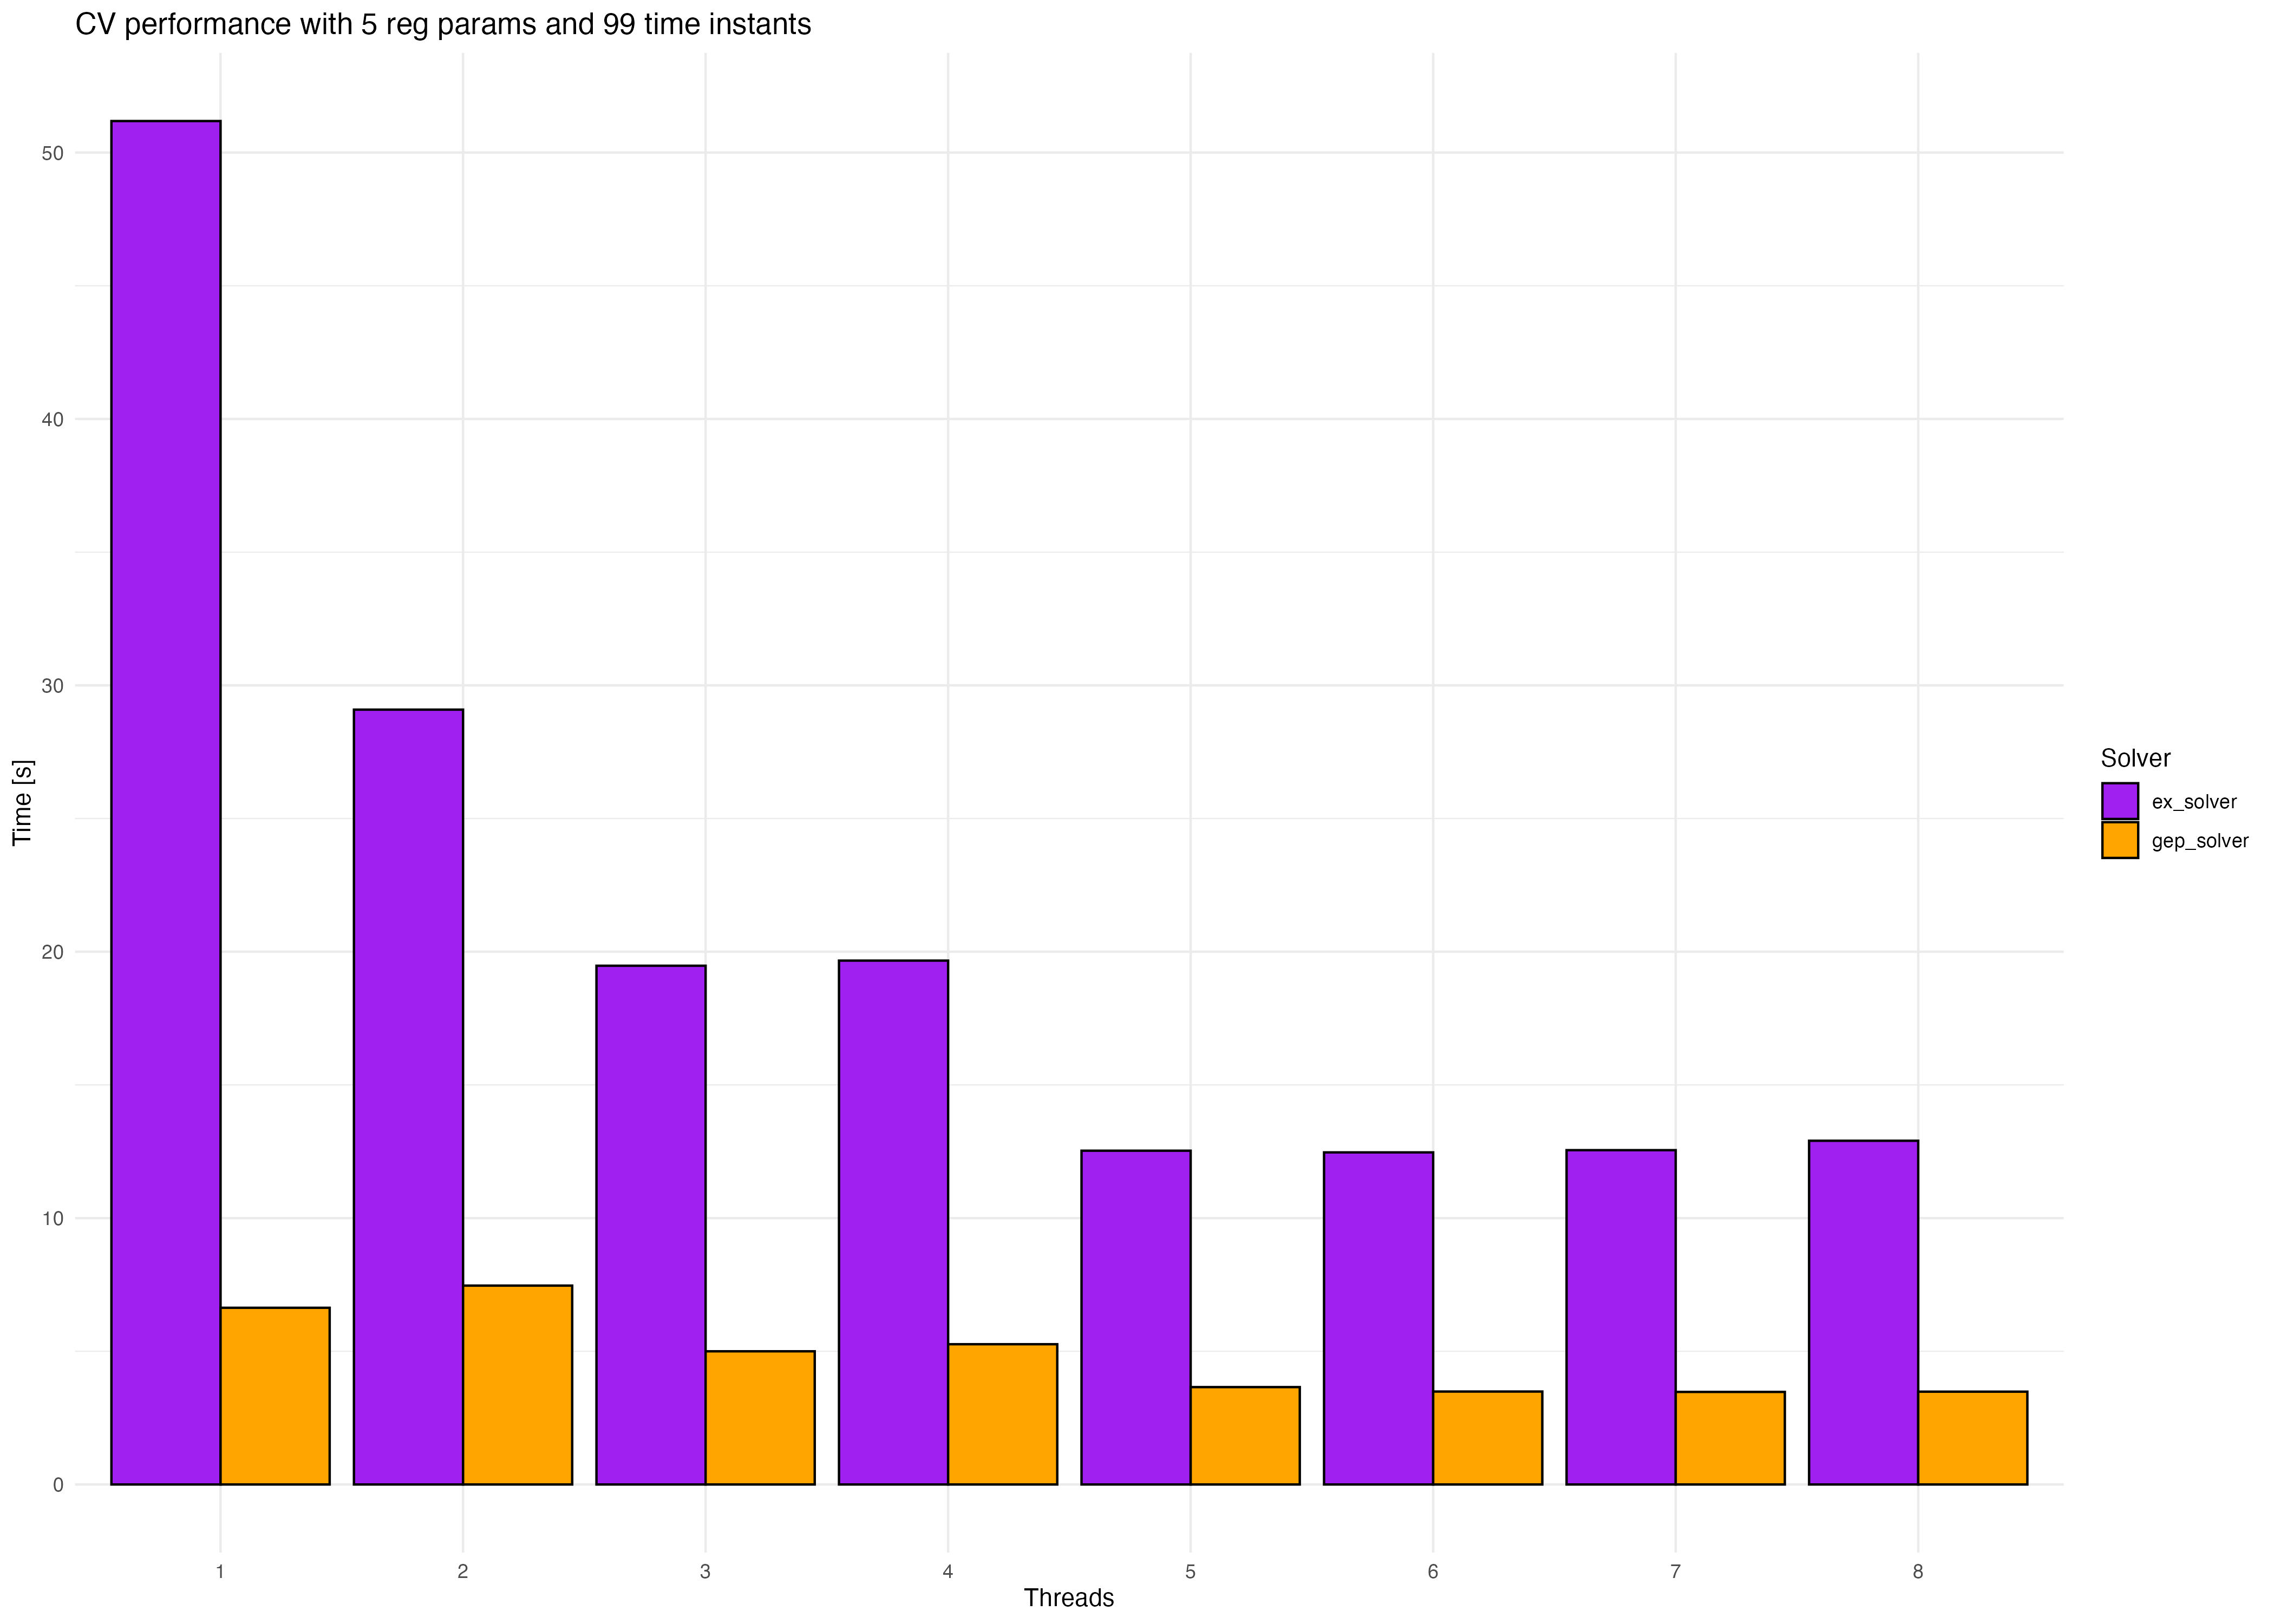 CV performance with 5 reg params and 99 time instants
Time [s]
50
40
30
20
10
0
1 2 3 4 5 6 7 8
Threads
Solver
ex_solver
gep_solver